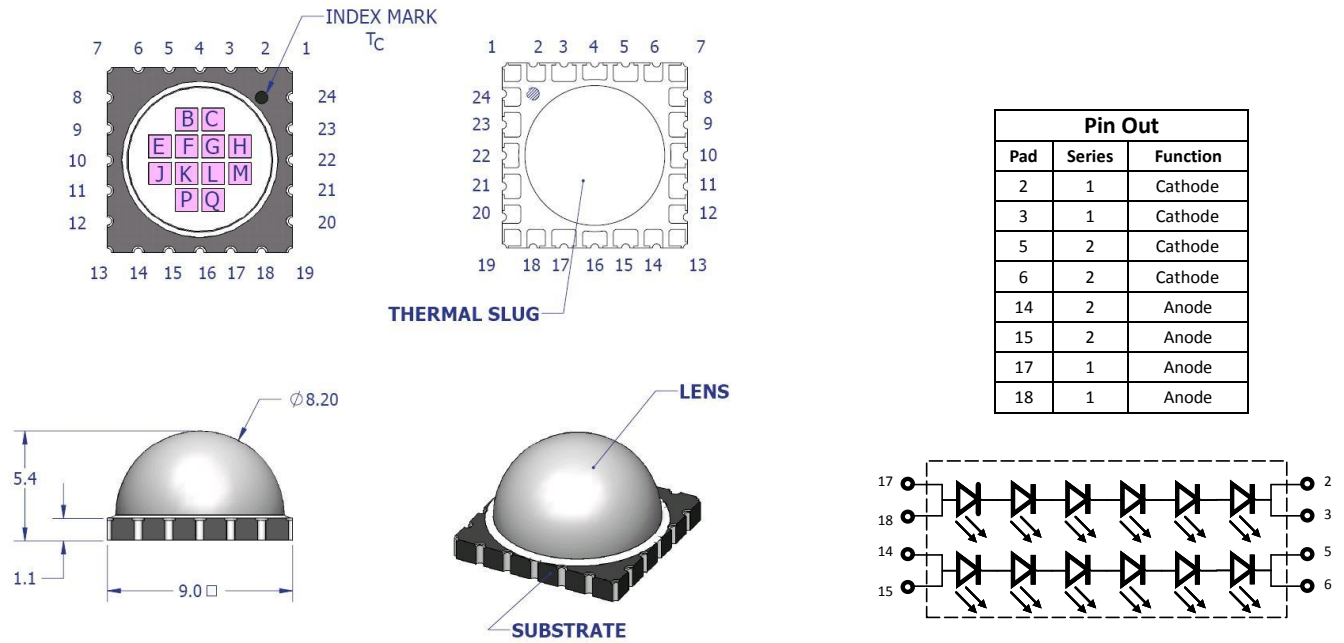 INDEX MARK
TC
7 6 5 4 3 2 1
8
9
10
11
12
24
23
22
21
20
B C
E F G H
J K L M
P Q
13 14 15 16 17 18 19
1 2 3 4 5 6 7
24
23
22
21
20
8
9
10
11
12
19 18 17 16 15 14 13
THERMAL SLUG
Pin Out
Pad Series Function
2 1 Cathode
3 1 Cathode
5 2 Cathode
6 2 Cathode
14 2 Anode
15 2 Anode
17 1 Anode
18 1 Anode
Ø8.20
5.4
1.1
9.0 □
LENS
SUBSTRATE
17 2
18 3
14 5
15 6